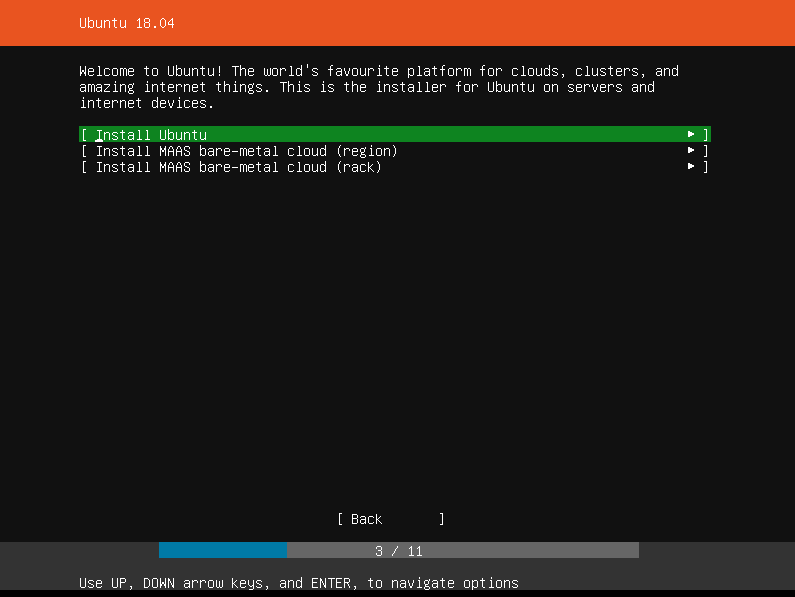 Ubuntu 18.04
Welcome to Ubuntu! The world's favourite platform for clouds, clusters, and
amazing internet things. This is the installer for Ubuntu on servers and
internet devices.
[ Install Ubuntu ▸ ]
[ Install MAAS bare-metal cloud (region) ▸ ]
[ Install MAAS bare-metal cloud (rack) ▸ ]
[ Back ]
3 / 11
Use UP, DOWN arrow keys, and ENTER, to navigate options